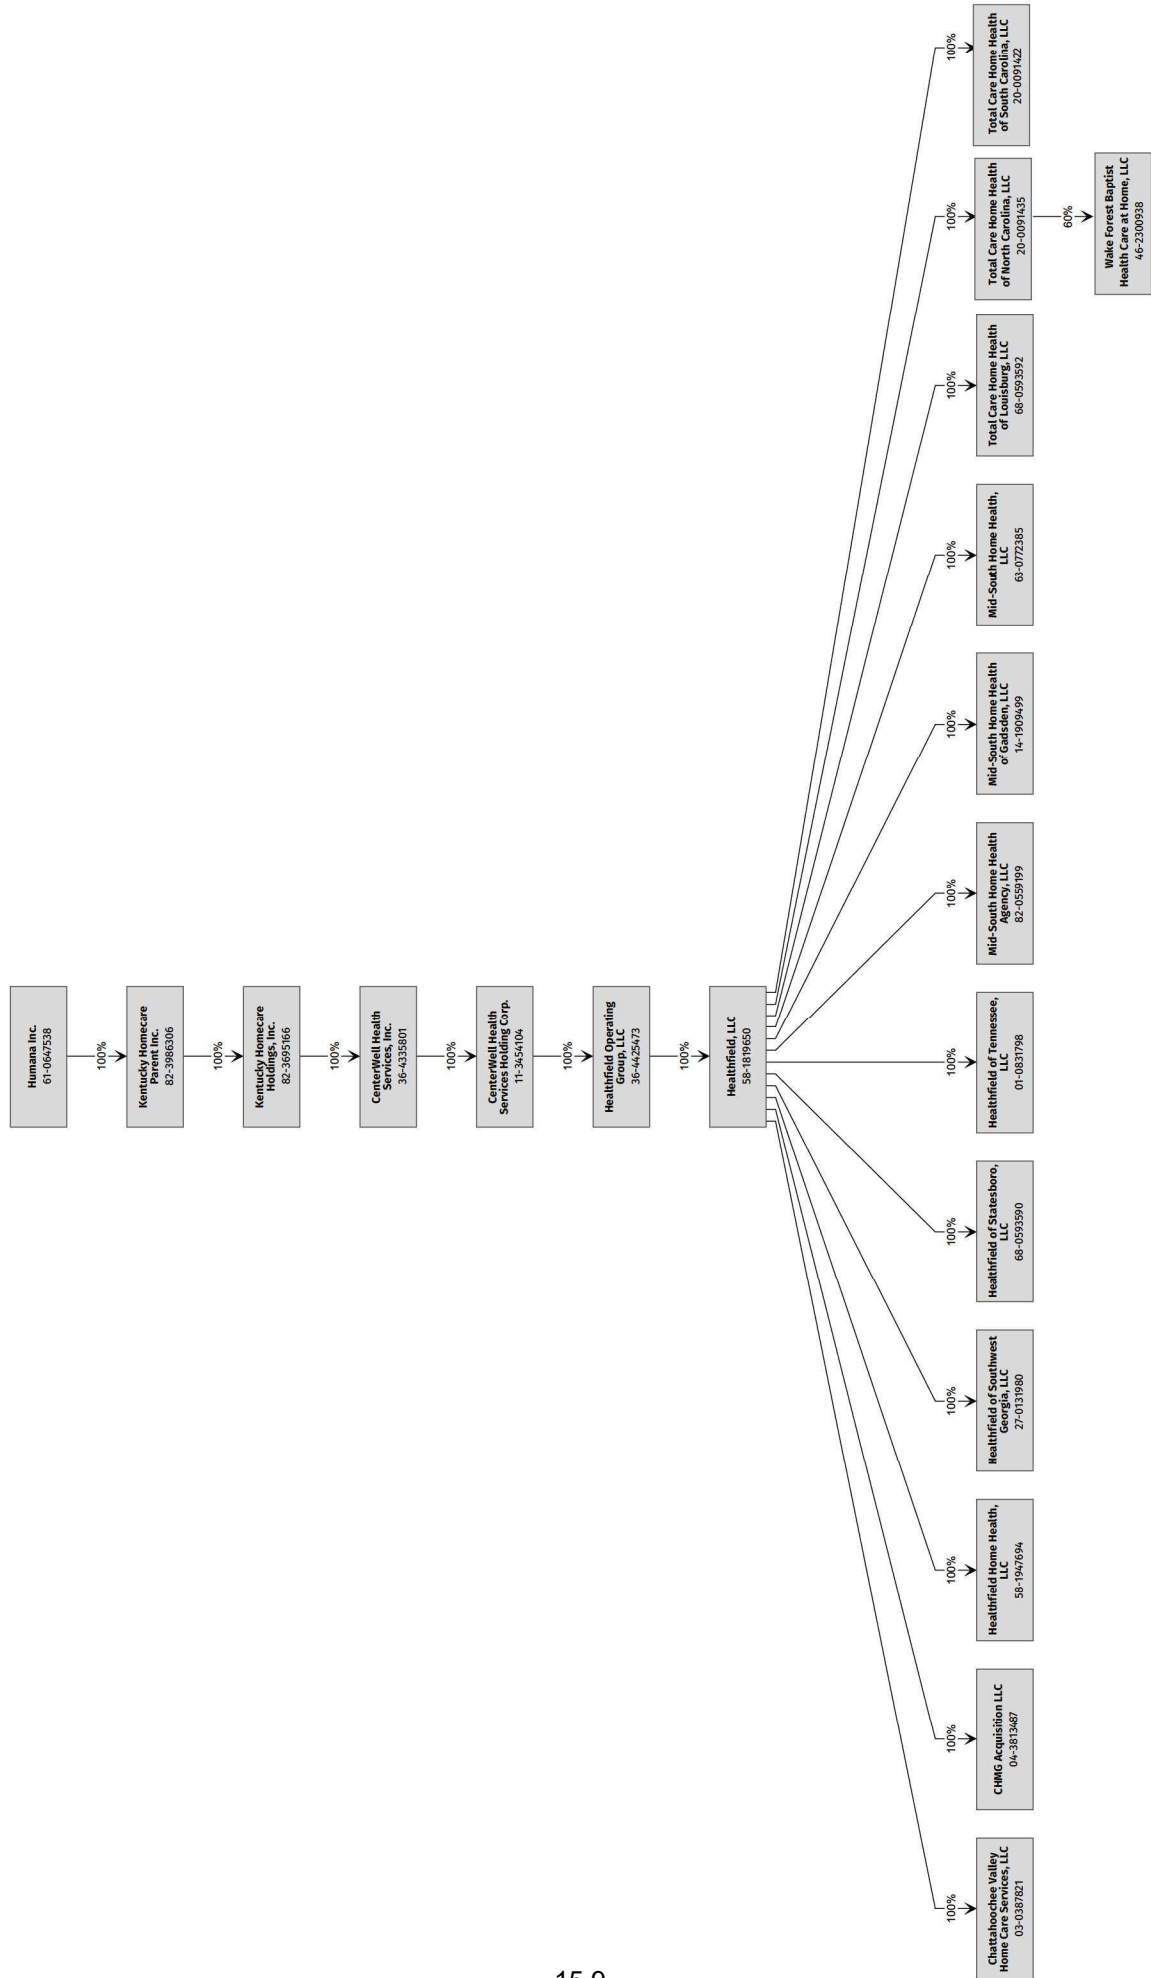 Humana Inc.
61-0647538
100%
Kentucky Homecare
Parent Inc.
82-3986306
100%
Kentucky Homecare
Holdings, Inc.
82-3695166
100%
CenterWell Health
Services, Inc.
36-4335801
100%
CenterWell Health
Services Holding Corp.
11-3454104
100%
Healthfield Operating
Group, LLC
36-4425473
100%
Healthfield, LLC
58-1819650
100%
Chattahoochee Valley
Home Care Services, LLC
03-0387821
100%
CHMG Acquisition LLC
04-3813487
100%
Healthfield Home Health,
LLC
58-1947694
100%
Healthfield of Southwest
Georgia, LLC
27-0131980
100%
Healthfield of Statesboro,
LLC
68-0593590
100%
Healthfield of Tennessee,
LLC
01-0831798
100%
Mid-South Home Health
Agency, LLC
82-0559199
100%
Mid-South Home Health
of Gadsden, LLC
14-1909499
100%
Mid-South Home Health,
LLC
63-0772385
100%
Total Care Home Health
of Louisburg, LLC
68-0593592
100%
Total Care Home Health
of North Carolina, LLC
20-0091435
100%
Total Care Home Health
of South Carolina, LLC
20-0091422
60%
Wake Forest Baptist
Health Care at Home, LLC
46-2300938
15.9